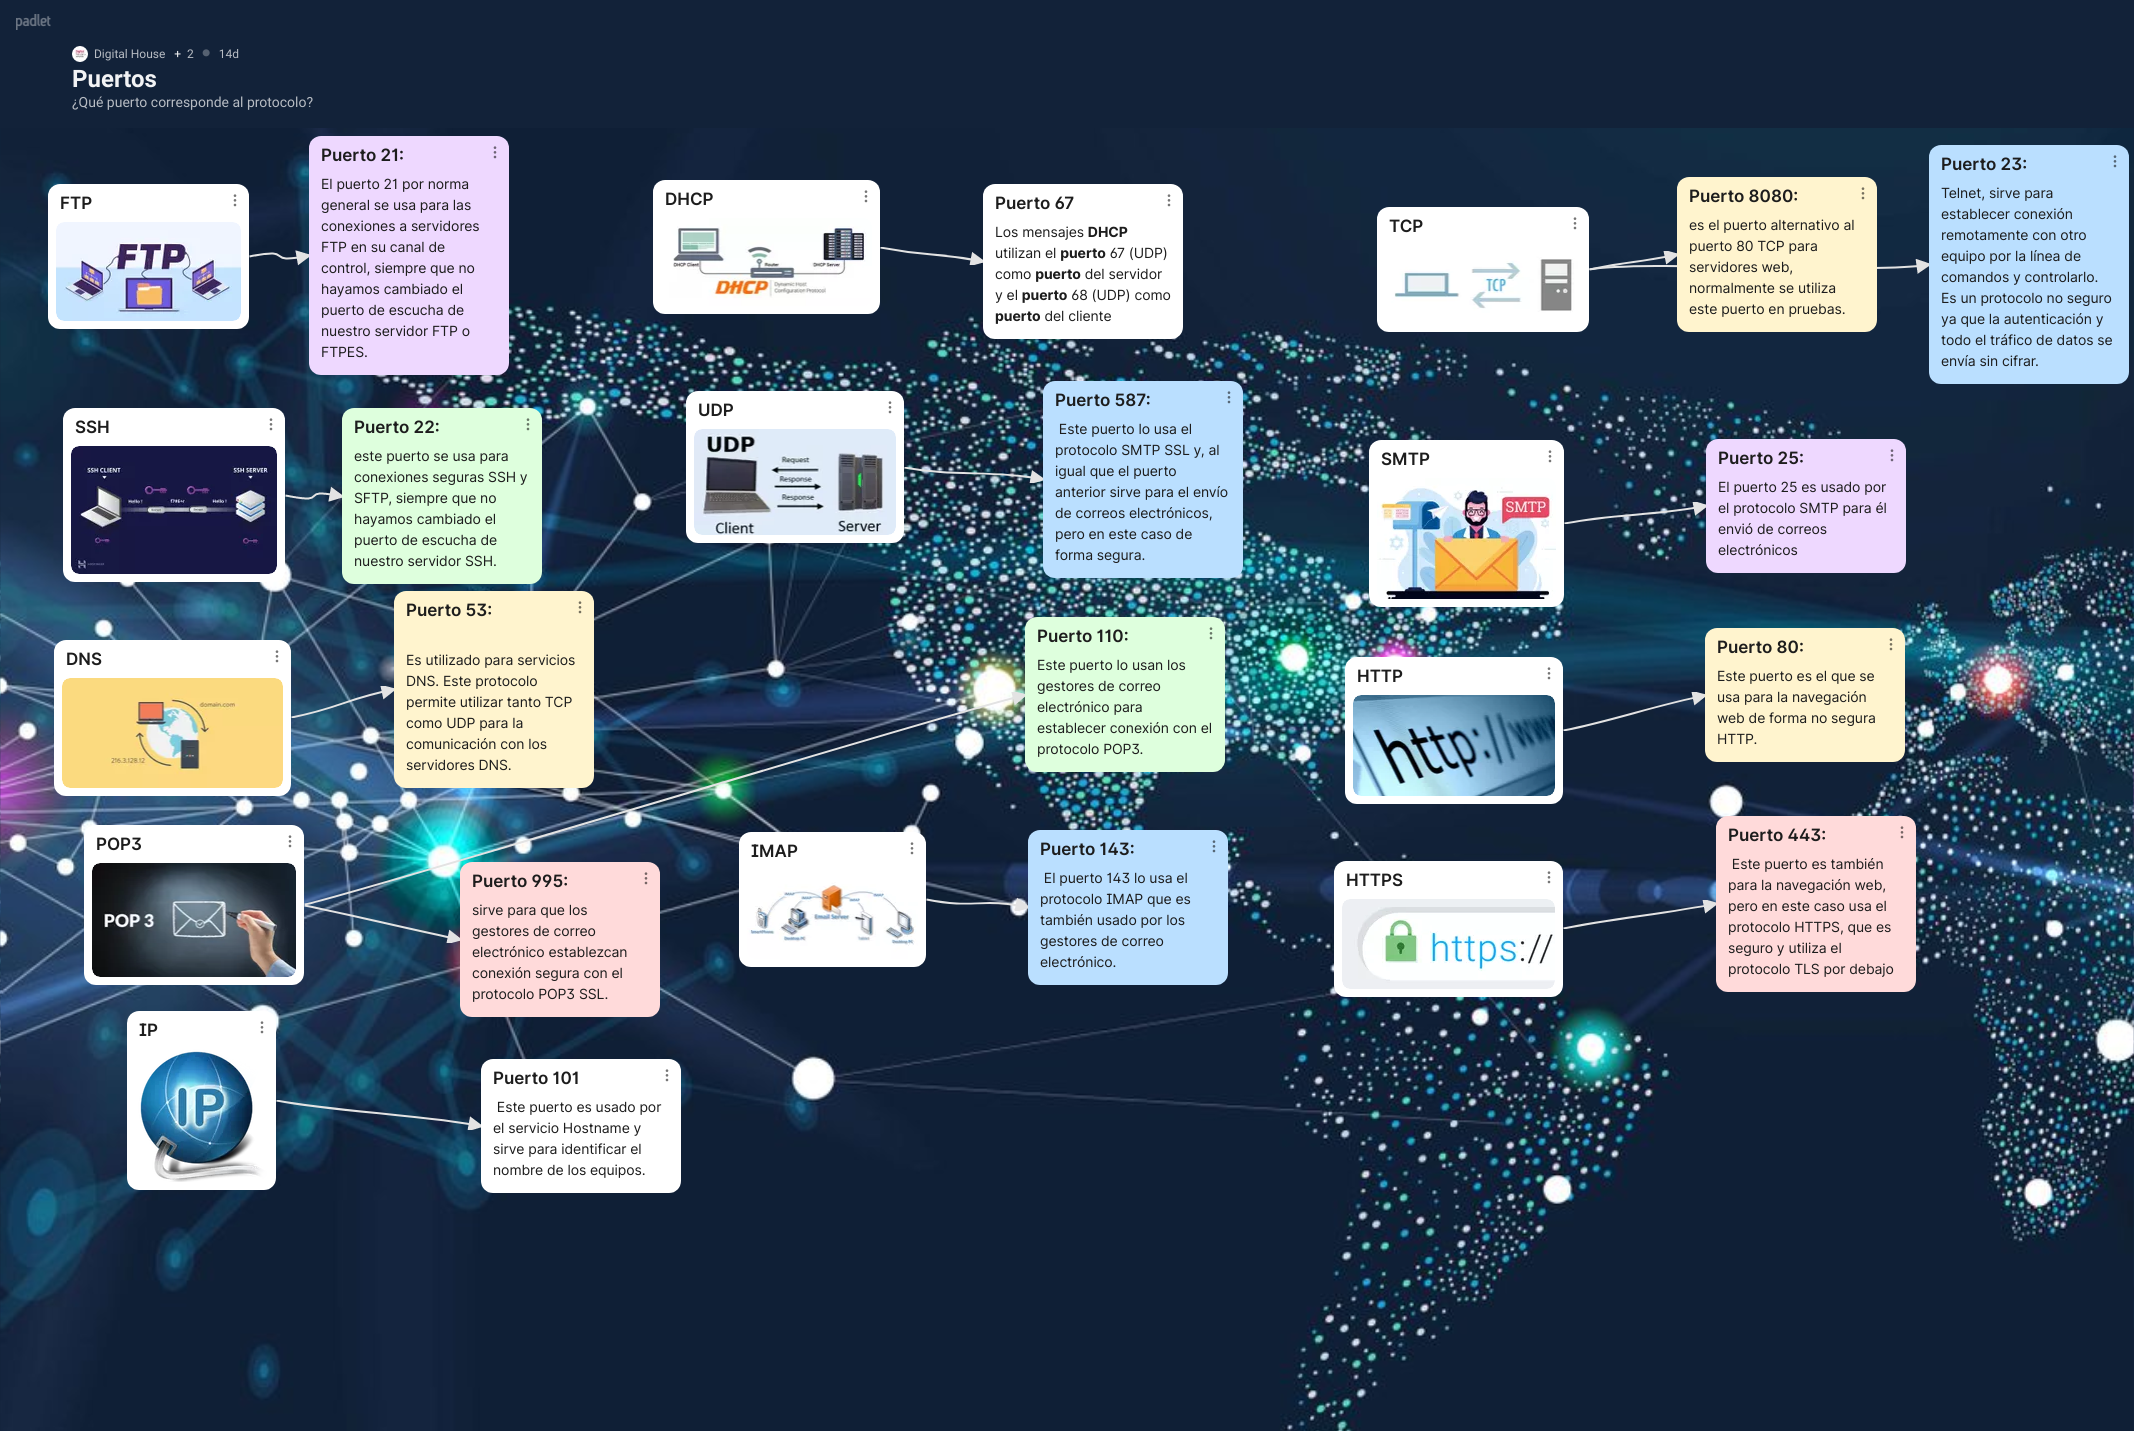 padlet
Digital House + 2 14d
Puertos
¿Qué puerto corresponde al protocolo?
FTP
FTP
Puerto 21:
El puerto 21 por norma
general se usa para las
conexiones a servidores
FTP en su canal de
control, siempre que no
hayamos cambiado el
puerto de escucha de
nuestro servidor FTP o
FTPES.
DHCP
DHCP Client
Router
DHCP Server
DHCP
Dynamic Host
Configuration Protocol
Puerto 67
Los mensajes DHCP
utilizan el puerto 67 (UDP)
como puerto del servidor
y el puerto 68 (UDP) como
puerto del cliente
TCP
TCP
Puerto 8080:
es el puerto alternativo al
puerto 80 TCP para
servidores web,
normalmente se utiliza
este puerto en pruebas.
Puerto 23:
Telnet, sirve para
establecer conexión
remotamente con otro
equipo por la línea de
comandos y controlarlo.
Es un protocolo no seguro
ya que la autenticación y
todo el tráfico de datos se
envía sin cifrar.
SSH
SSH CLIENT
SSH SERVER
Puerto 22:
este puerto se usa para
conexiones seguras SSH y
SFTP, siempre que no
hayamos cambiado el
puerto de escucha de
nuestro servidor SSH.
UDP
UDP
Request
Response
Response
Client
Server
Puerto 587:
Este puerto lo usa el
protocolo SMTP SSL y, al
igual que el puerto
anterior sirve para el envío
de correos electrónicos,
pero en este caso de
forma segura.
SMTP
SMTP
Puerto 25:
El puerto 25 es usado por
el protocolo SMTP para él
envió de correos
electrónicos
DNS
domain.com
216.3.128.12
Puerto 53:
Es utilizado para servicios
DNS. Este protocolo
permite utilizar tanto TCP
como UDP para la
comunicación con los
servidores DNS.
Puerto 110:
Este puerto lo usan los
gestores de correo
electrónico para
establecer conexión con el
protocolo POP3.
HTTP
http://www
Puerto 80:
Este puerto es el que se
usa para la navegación
web de forma no segura
HTTP.
POP3
POP 3
Puerto 995:
sirve para que los
gestores de correo
electrónico establezcan
conexión segura con el
protocolo POP3 SSL.
IMAP
Email Server
Puerto 143:
El puerto 143 lo usa el
protocolo IMAP que es
también usado por los
gestores de correo
electrónico.
HTTPS
https://
Puerto 443:
Este puerto es también
para la navegación web,
pero en este caso usa el
protocolo HTTPS, que es
seguro y utiliza el
protocolo TLS por debajo
IP
IP
Puerto 101
Este puerto es usado por
el servicio Hostname y
sirve para identificar el
nombre de los equipos.